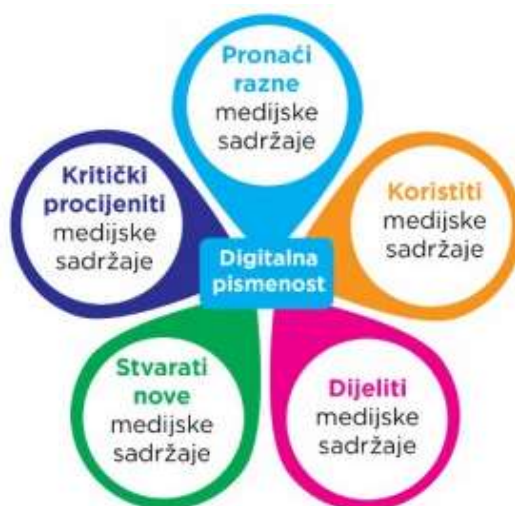 Pronaći
razne
medijske
sadržaje
Kritički
procijeniti
medijske
sadržaje
Koristiti
medijske
sadržaje
Digitalna
pismenost
Stvarati
nove
medijske
sadržaje
Dijeliti
medijske
sadržaje